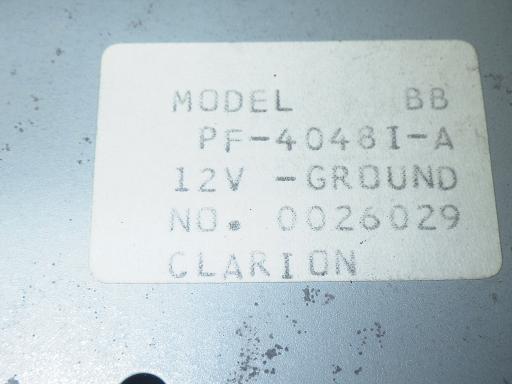 MODEL BB
PF-4048I-A
12V -GROUND
NO. 0026029
CLARION